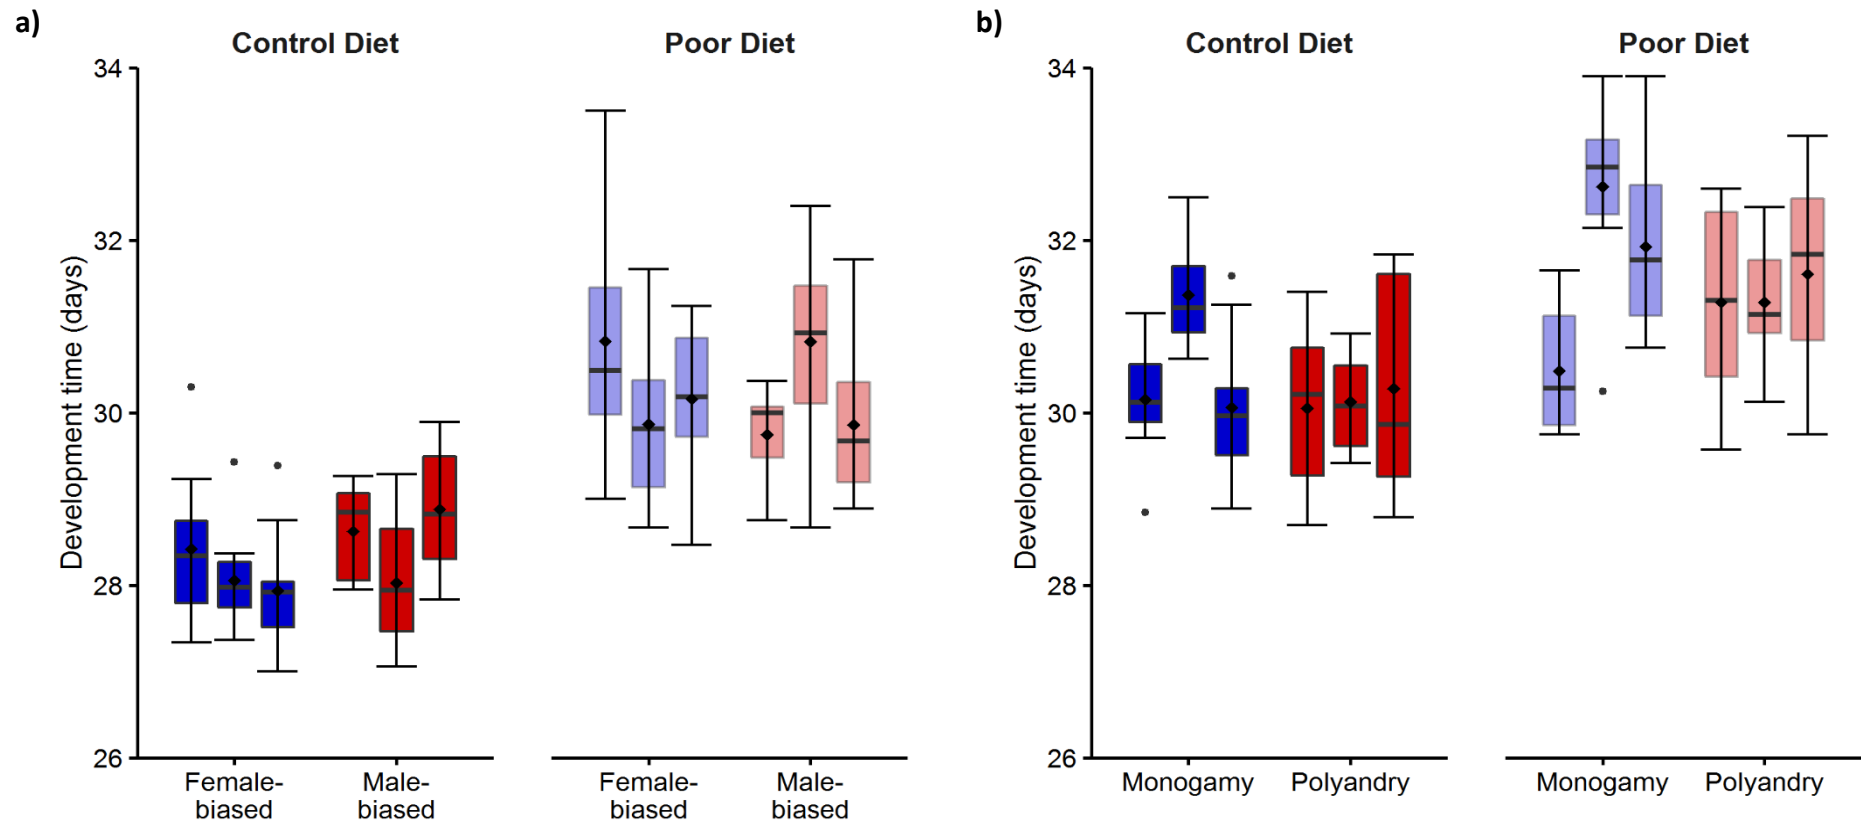 a)
Control Diet
Poor Diet
34
32
30
28
26
Development time (days)
Female-
biased
Male-
biased
Female-
biased
Male-
biased
b)
Control Diet
Poor Diet
34
32
30
28
26
Development time (days)
Monogamy
Polyandry
Monogamy
Polyandry